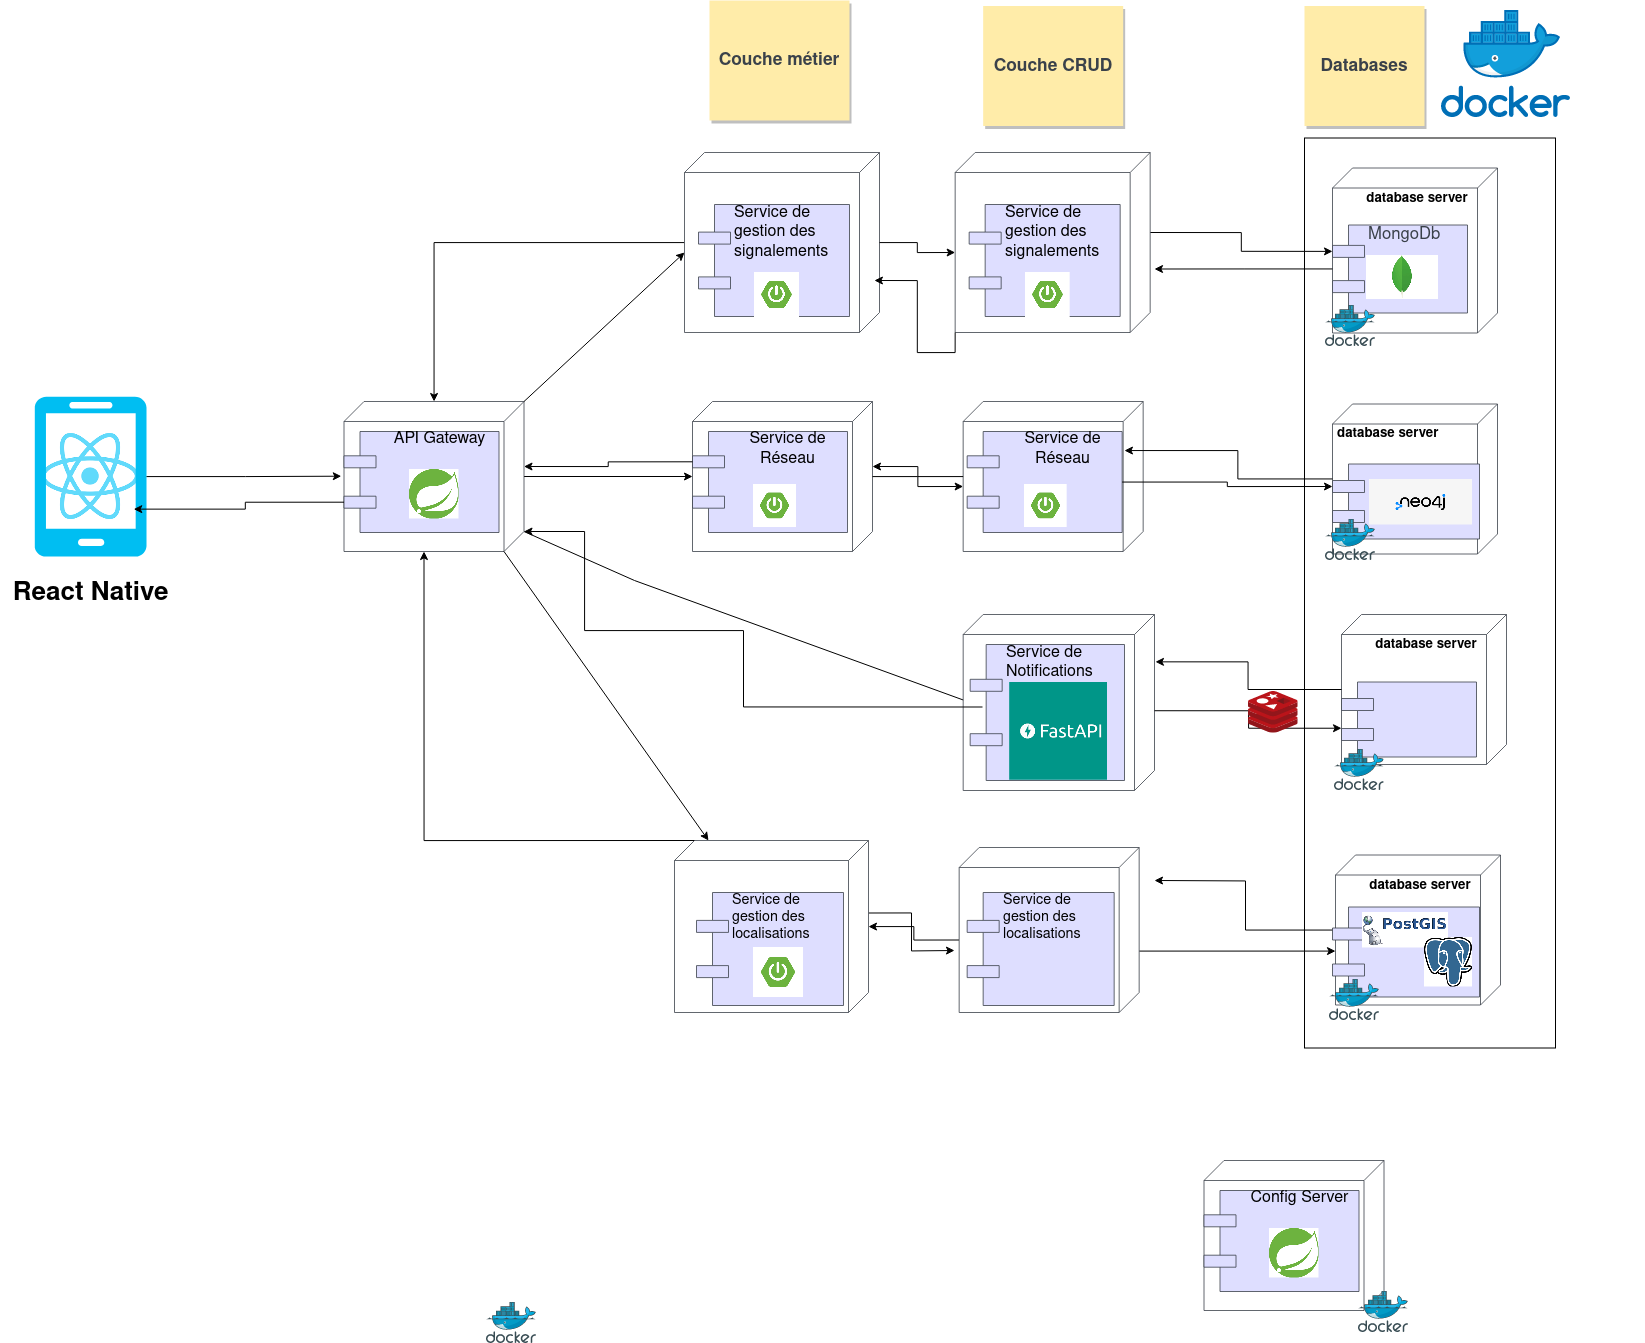 Couche métier
Couche CRUD
Databases
docker
Service de
gestion des
signalements
Service de
gestion des
signalements
database server
MongoDb
docker
API Gateway
Service de
Réseau
Service de
Réseau
database server
neo4j
docker
React Native
Service de
Notifications
FastAPI
database server
docker
Service de
gestion des
localisations
Service de
gestion des
localisations
database server
PostGIS
docker
Config Server
docker
docker